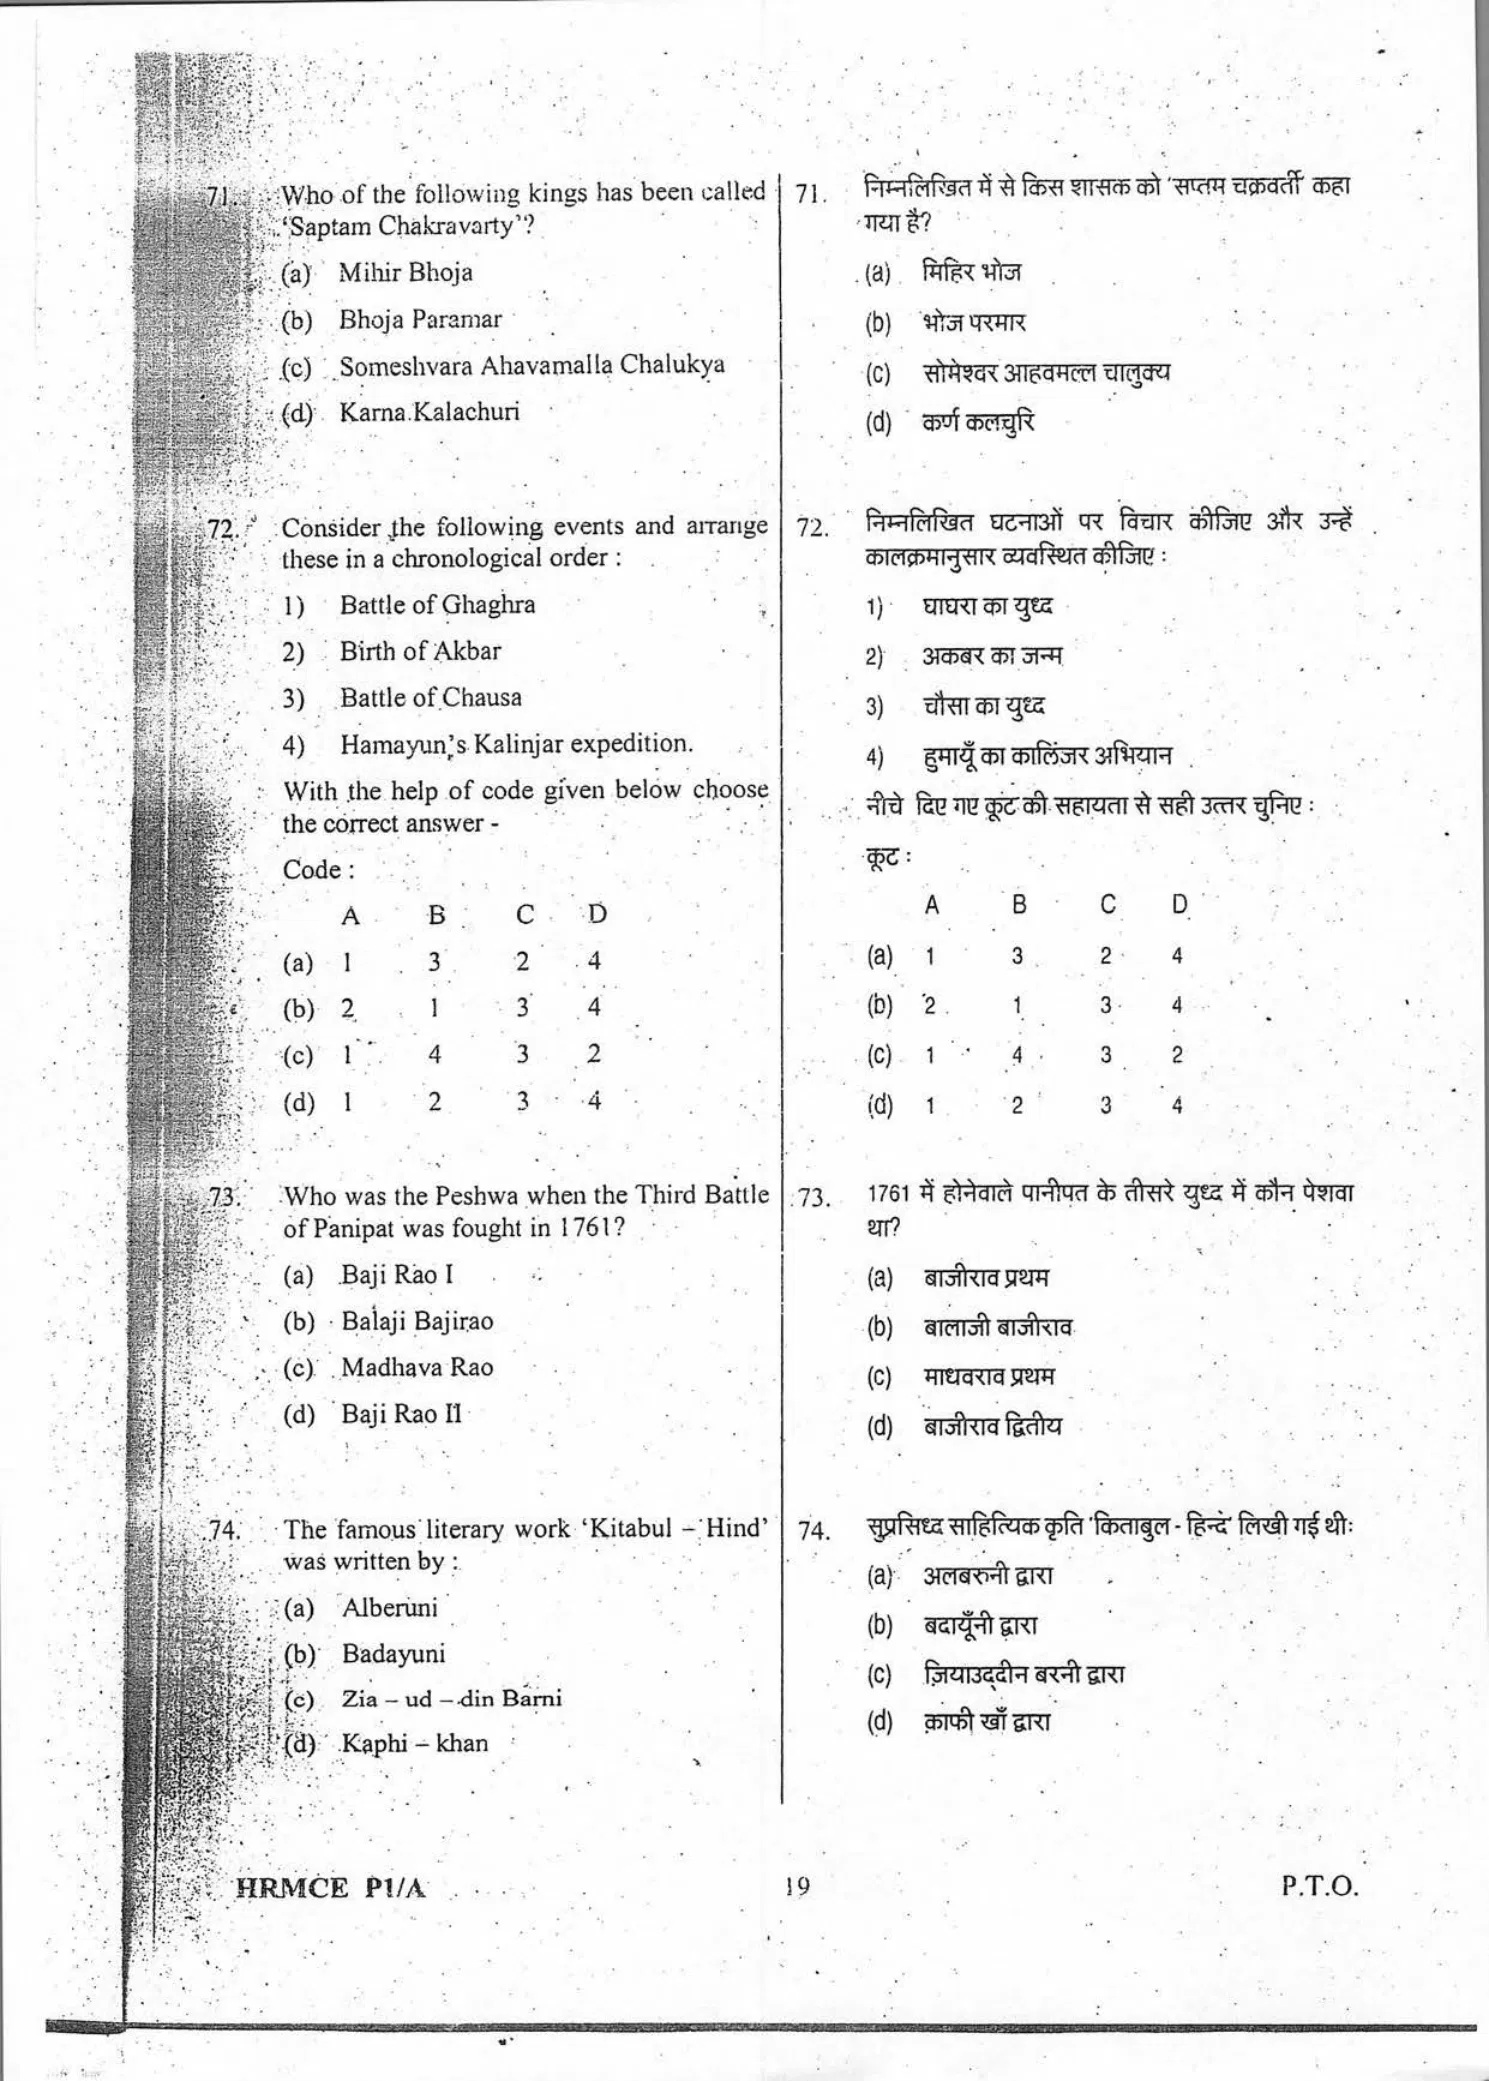 71. Who of the following kings has been called
'Saptam Chakravarty'?
(a) Mihir Bhoja
(b) Bhoja Paramar
(c) Someshvara Ahavamalla Chalukya
(d) Karna Kalachuri
72. Consider the following events and arrange
these in a chronological order :
1) Battle of Ghaghra
2) Birth of Akbar
3) Battle of Chausa
4) Hamayun's Kalinjar expedition.
With the help of code given below choose
the correct answer -
Code :
A B C D
(a) 1 3 2 4
(b) 2 1 3 4
(c) 1 4 3 2
(d) 1 2 3 4
73. Who was the Peshwa when the Third Battle
of Panipat was fought in 1761?
(a) Baji Rao I
(b) Balaji Bajirao
(c) Madhava Rao
(d) Baji Rao II
74. The famous literary work 'Kitabul – Hind'
was written by :
(a) Alberuni
(b) Badayuni
(c) Zia – ud – din Barni
(d) Kaphi – khan
71. निम्नलिखित में से किस शासक को 'सप्तम चक्रवर्ती' कहा
गया है?
(a) मिहिर भोज
(b) भोज परमार
(c) सोमेश्वर आहवमल्ल चालुक्य
(d) कर्ण कलचुरि
72. निम्नलिखित घटनाओं पर विचार कीजिए और उन्हें
कालक्रमानुसार व्यवस्थित कीजिए :
1) घाघरा का युध्द
2) अकबर का जन्म
3) चौसा का युध्द
4) हुमायूँ का कालिंजर अभियान
नीचे दिए गए कूट की सहायता से सही उत्तर चुनिए :
कूट :
A B C D
(a) 1 3 2 4
(b) 2 1 3 4
(c) 1 4 3 2
(d) 1 2 3 4
73. 1761 में होनेवाले पानीपत के तीसरे युध्द में कौन पेशवा
था?
(a) बाजीराव प्रथम
(b) बालाजी बाजीराव
(c) माधवराव प्रथम
(d) बाजीराव द्वितीय
74. सुप्रसिध्द साहित्यिक कृति 'किताबुल - हिन्द' लिखी गई थीः
(a) अलबरुनी द्वारा
(b) बदायूँनी द्वारा
(c) ज़ियाउद्दीन बरनी द्वारा
(d) क़ाफी खाँ द्वारा
HRMCE P1/A 19 P.T.O.